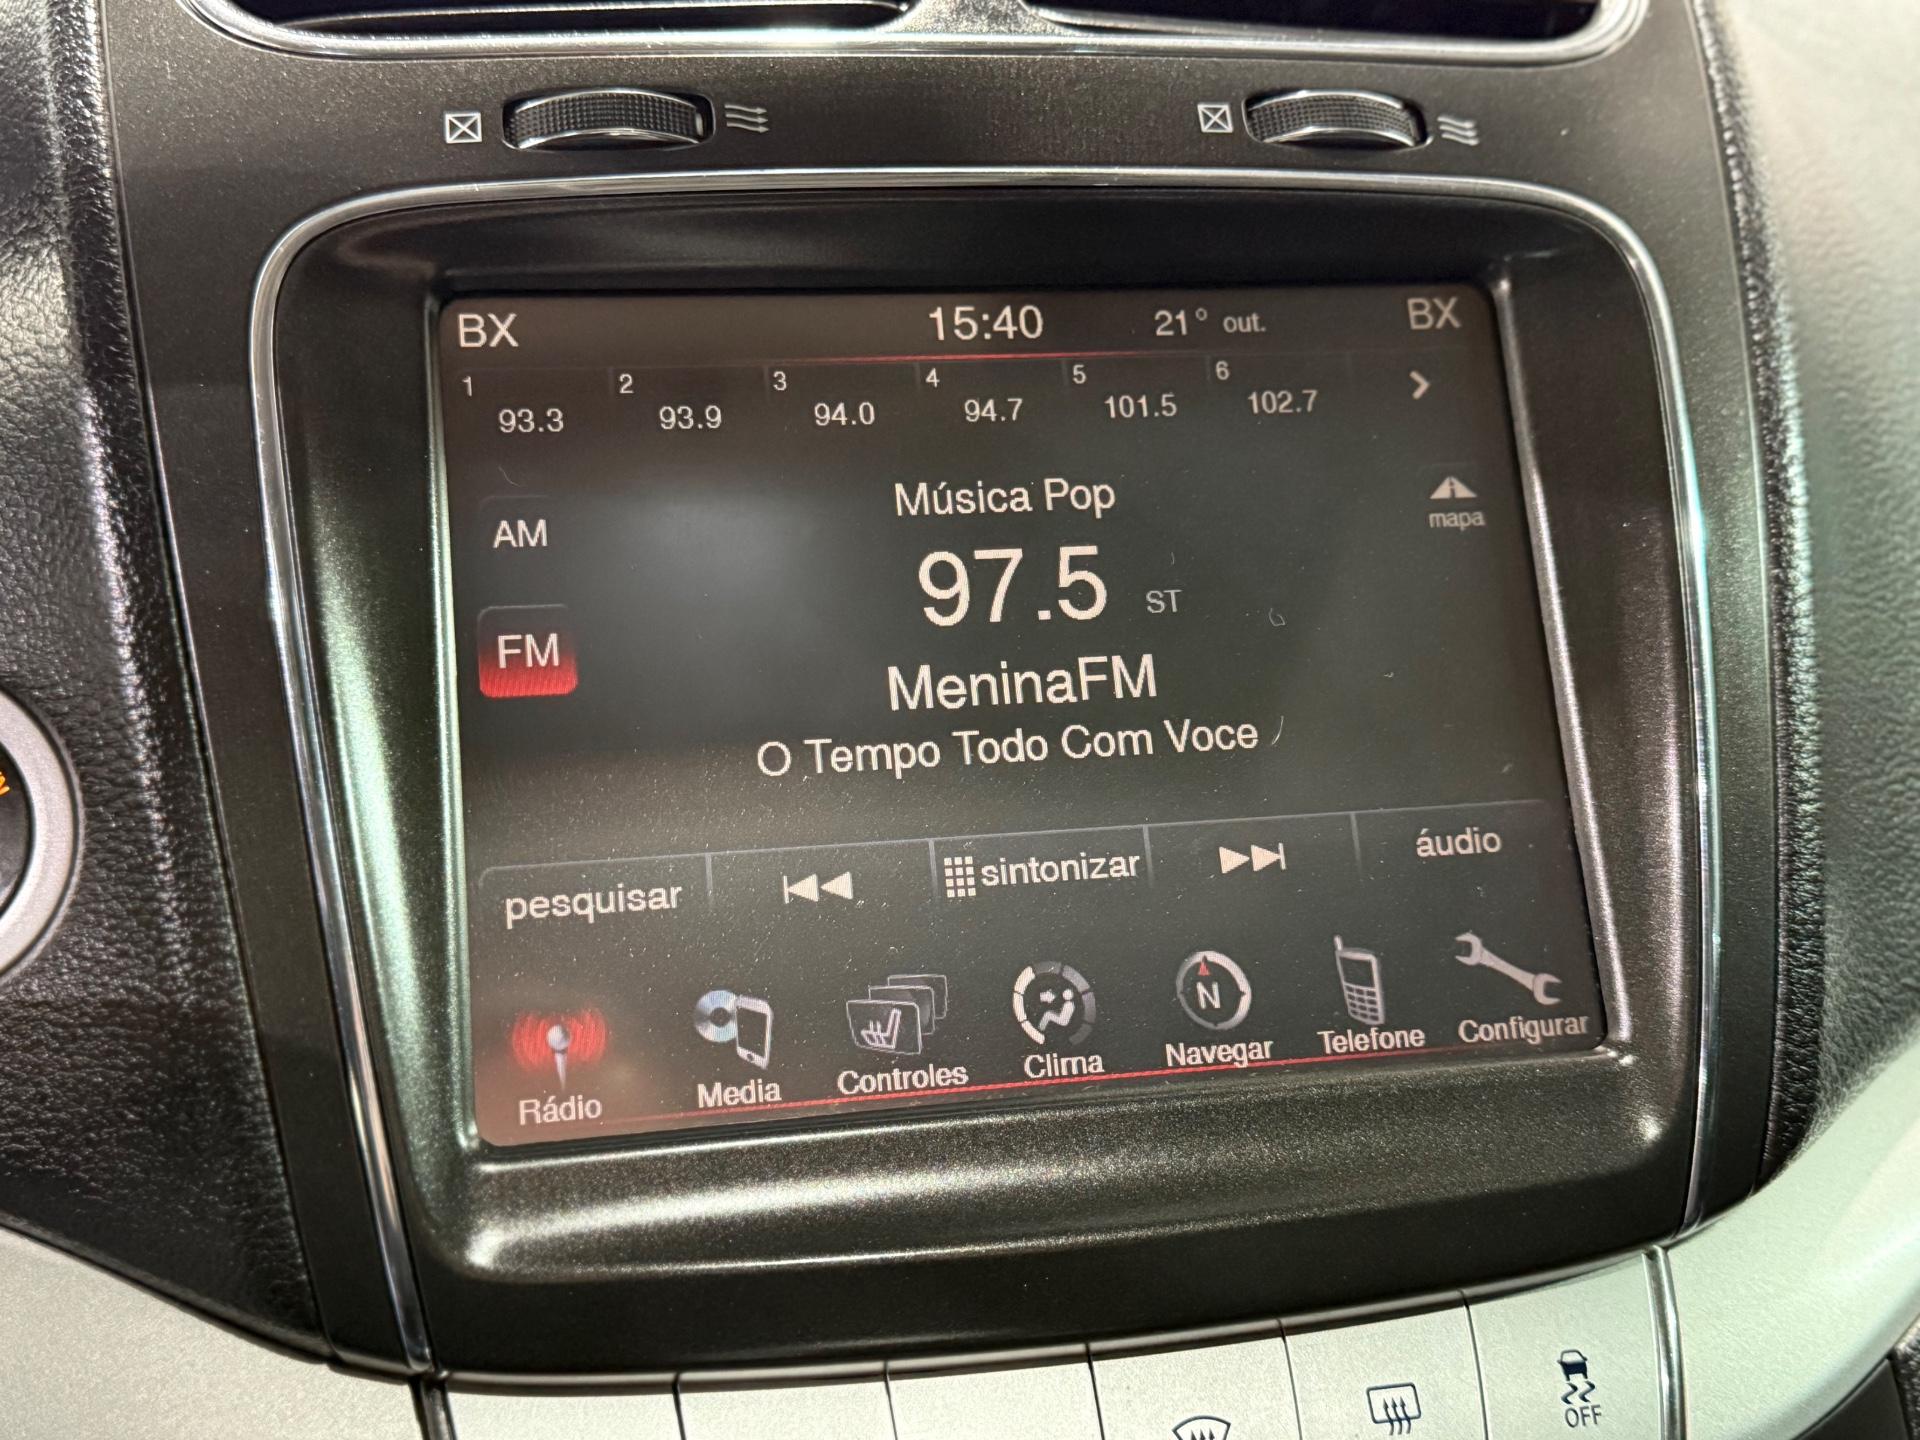 BX 15:40 21° out. BX
1 2 3 4 5 6
93.3 93.9 94.0 94.7 101.5 102.7
Música Pop
mapa
AM
97.5 ST
FM
MeninaFM
O Tempo Todo Com Voce
pesquisar sintonizar áudio
N
Rádio Media Controles Clima Navegar Telefone Configurar
OFF